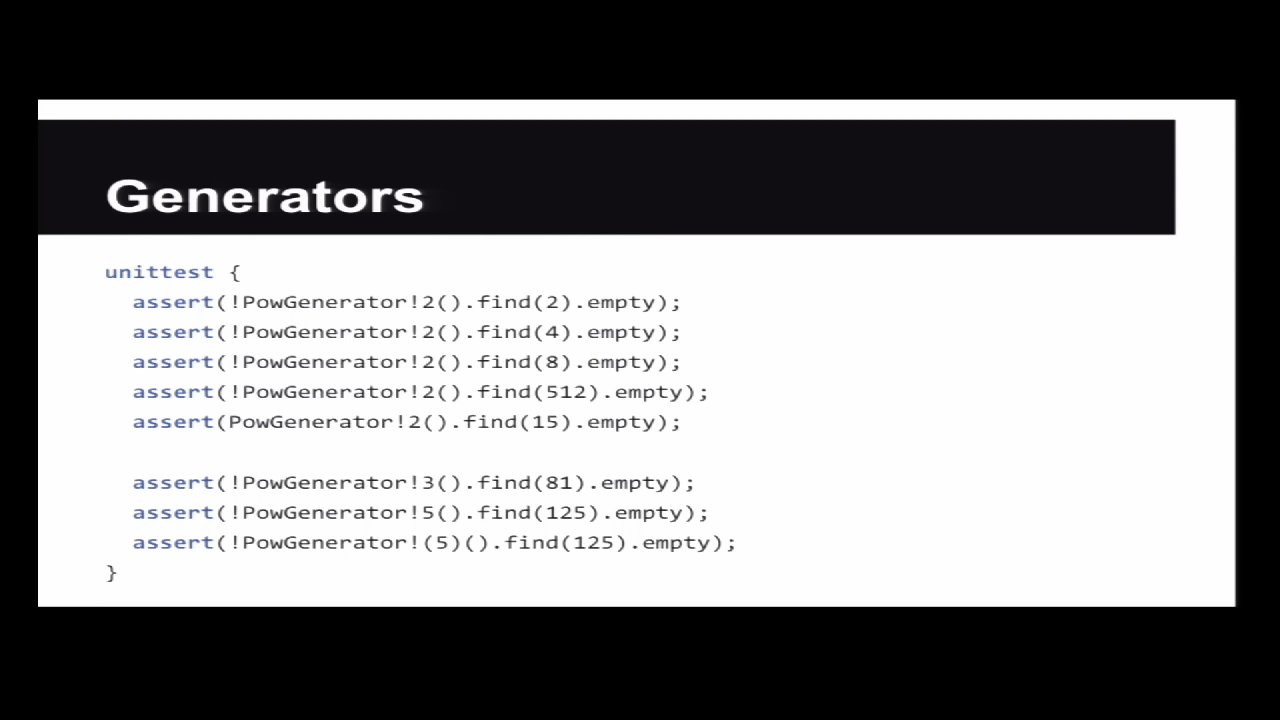 Generators
unittest {
assert(!PowGenerator!2().find(2).empty);
assert(!PowGenerator!2().find(4).empty);
assert(!PowGenerator!2().find(8).empty);
assert(!PowGenerator!2().find(512).empty);
assert(PowGenerator!2().find(15).empty);
assert(!PowGenerator!3().find(81).empty);
assert(!PowGenerator!5().find(125).empty);
assert(!PowGenerator!(5)().find(125).empty);
}